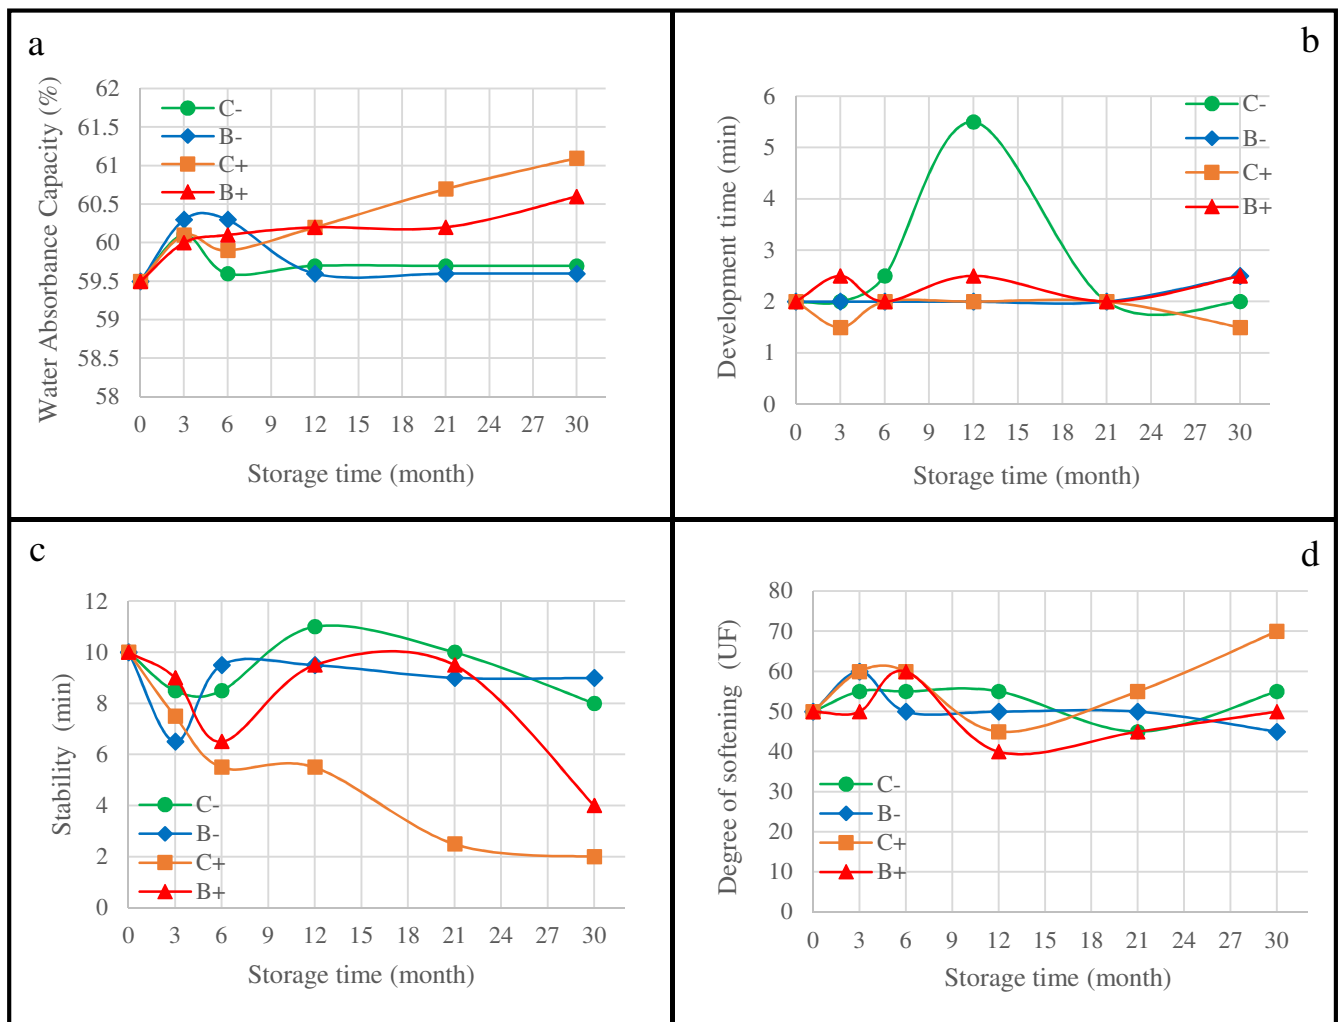 a
Water Absorbance Capacity (%)
62
61.5
61
60.5
60
59.5
59
58.5
58
C-
B-
C+
B+
0 3 6 9 12 15 18 21 24 27 30
Storage time (month)
b
Development time (min)
6
5
4
3
2
1
0
C-
B-
C+
B+
0 3 6 9 12 15 18 21 24 27 30
Storage time (month)
c
Stability (min)
12
10
8
6
4
2
0
C-
B-
C+
B+
0 3 6 9 12 15 18 21 24 27 30
Storage time (month)
d
Degree of softening (UF)
80
70
60
50
40
30
20
10
0
C-
B-
C+
B+
0 3 6 9 12 15 18 21 24 27 30
Storage time (month)